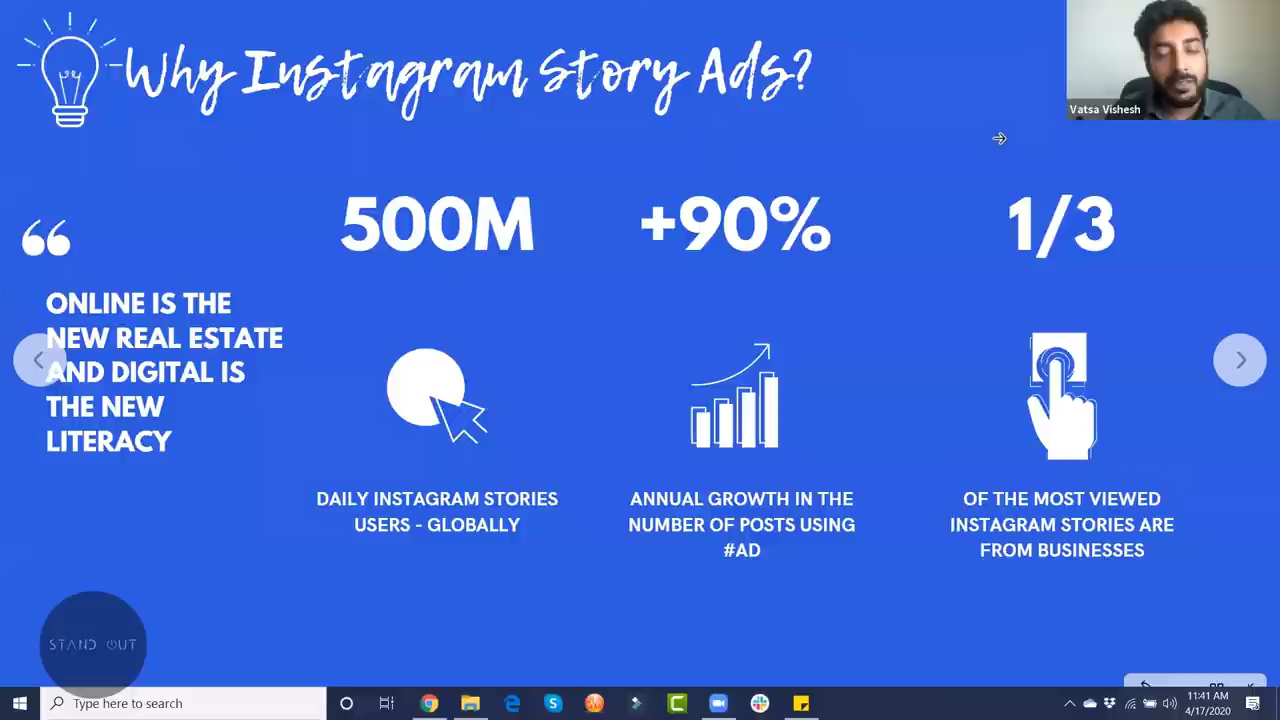 Why Instagram Story Ads?
Vatsa Vishesh
500M
+90%
1/3
ONLINE IS THE
NEW REAL ESTATE
AND DIGITAL IS
THE NEW
LITERACY
DAILY INSTAGRAM STORIES
USERS - GLOBALLY
ANNUAL GROWTH IN THE
NUMBER OF POSTS USING
#AD
OF THE MOST VIEWED
INSTAGRAM STORIES ARE
FROM BUSINESSES
STAND OUT
Type here to search
11:41 AM
4/17/2020